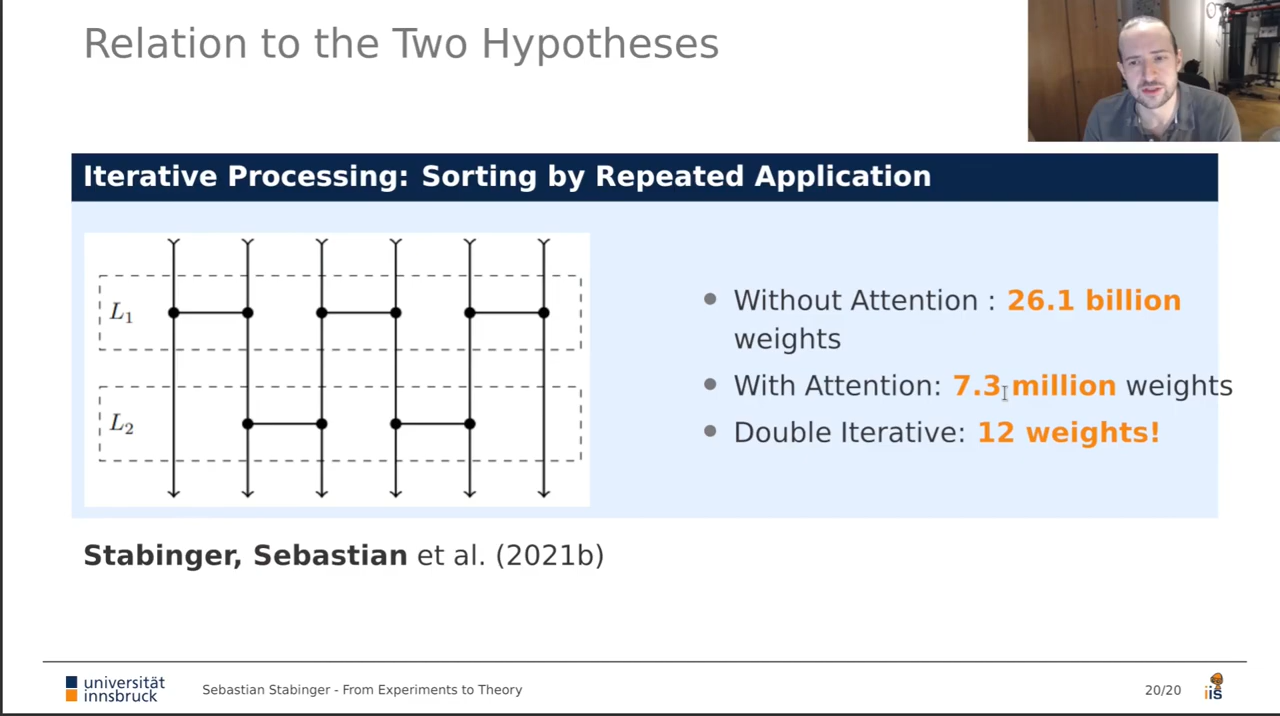 Relation to the Two Hypotheses
Iterative Processing: Sorting by Repeated Application
L1
L2
• Without Attention : 26.1 billion
weights
• With Attention: 7.3 million weights
• Double Iterative: 12 weights!
Stabinger, Sebastian et al. (2021b)
universität
innsbruck
Sebastian Stabinger - From Experiments to Theory
20/20
iis